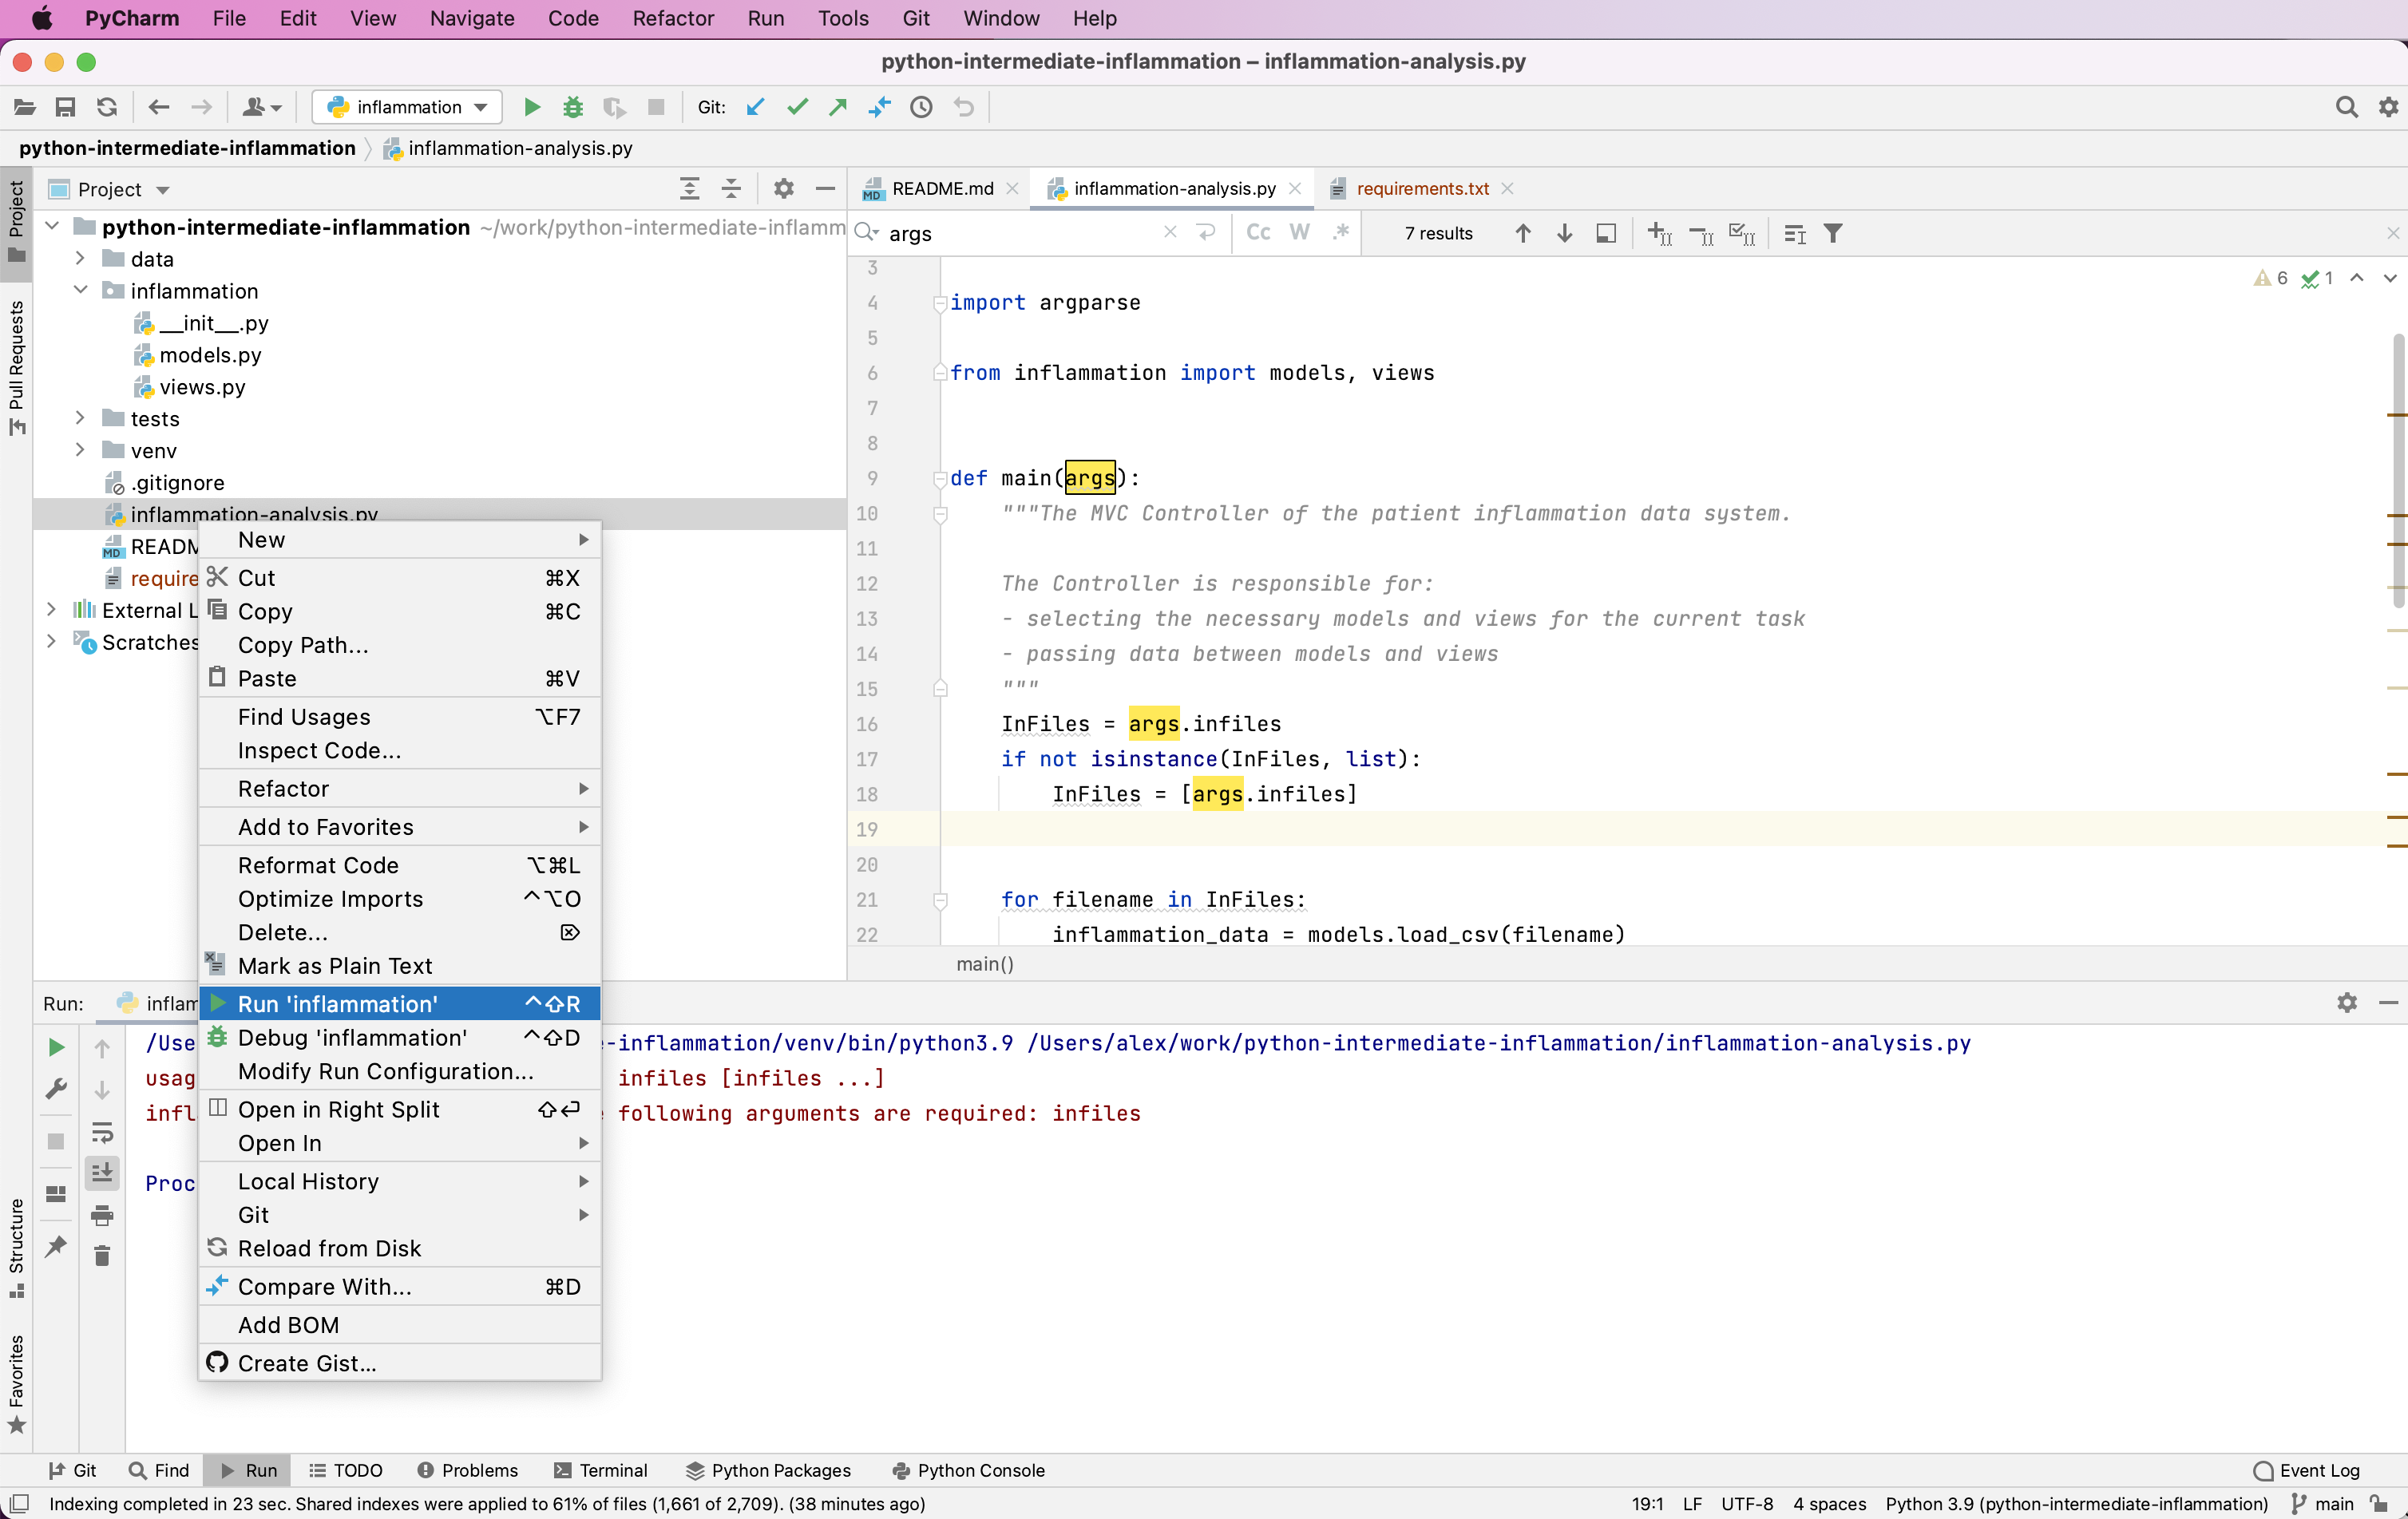 PyCharm File Edit View Navigate Code Refactor Run Tools Git Window Help
python-intermediate-inflammation – inflammation-analysis.py
inflammation Git:
python-intermediate-inflammation inflammation-analysis.py
Project
README.md inflammation-analysis.py requirements.txt
Project
Pull Requests
Structure
Favorites
python-intermediate-inflammation ~/work/python-intermediate-inflamm
data
inflammation
__init__.py
models.py
views.py
tests
venv
.gitignore
inflammation-analysis.py
READM
require
External L
Scratches
New
Cut ⌘X
Copy ⌘C
Copy Path...
Paste ⌘V
Find Usages ⌥F7
Inspect Code...
Refactor
Add to Favorites
Reformat Code ⌥⌘L
Optimize Imports ^⌥O
Delete... ⌦
Mark as Plain Text
Run 'inflammation' ^⇧R
Debug 'inflammation' ^⇧D
Modify Run Configuration...
Open in Right Split ⇧↩
Open In
Local History
Git
Reload from Disk
Compare With... ⌘D
Add BOM
Create Gist...
args Cc W .* 7 results
6 1
3
4 import argparse
5
6 from inflammation import models, views
7
8
9 def main(args):
10 """The MVC Controller of the patient inflammation data system.
11
12 The Controller is responsible for:
13 - selecting the necessary models and views for the current task
14 - passing data between models and views
15 """
16 InFiles = args.infiles
17 if not isinstance(InFiles, list):
18 InFiles = [args.infiles]
19
20
21 for filename in InFiles:
22 inflammation_data = models.load_csv(filename)
main()
Run: inflam
/Use -inflammation/venv/bin/python3.9 /Users/alex/work/python-intermediate-inflammation/inflammation-analysis.py
usag infiles [infiles ...]
infl following arguments are required: infiles
Proc
Git Find Run TODO Problems Terminal Python Packages Python Console Event Log
Indexing completed in 23 sec. Shared indexes were applied to 61% of files (1,661 of 2,709). (38 minutes ago) 19:1 LF UTF-8 4 spaces Python 3.9 (python-intermediate-inflammation) main